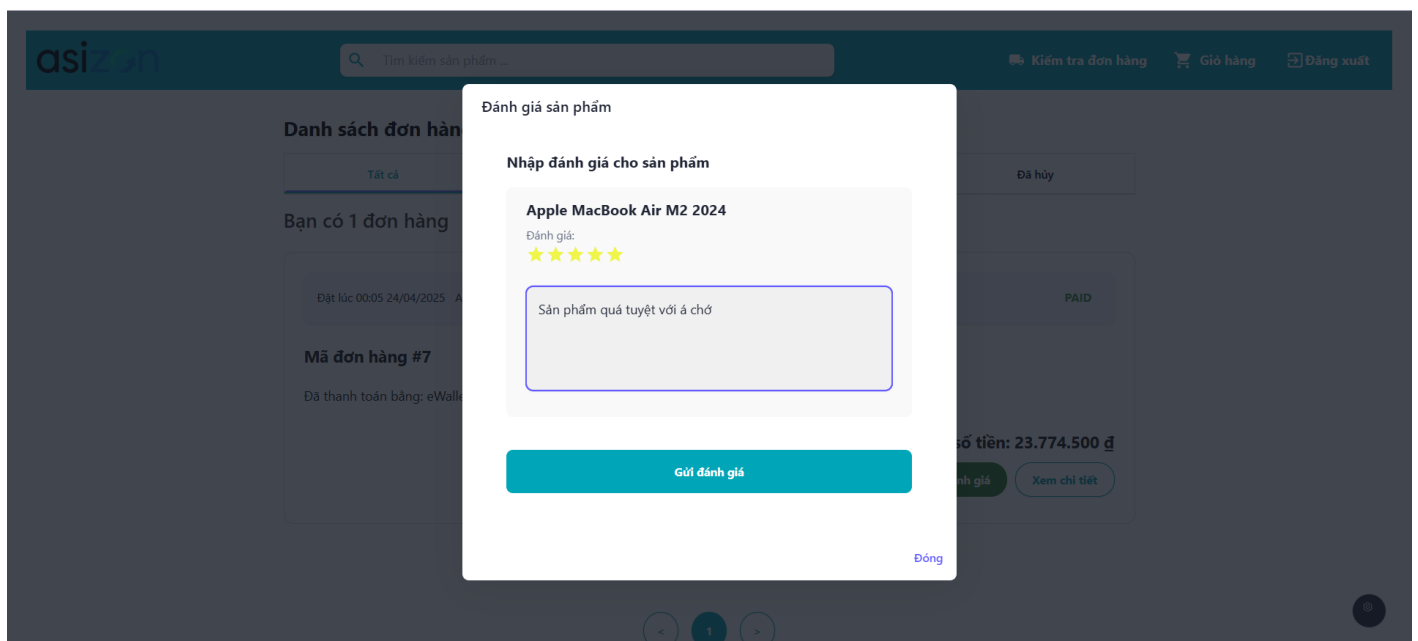 asizon
Tìm kiếm sản phẩm ...
Kiểm tra đơn hàng
Giỏ hàng
Đăng xuất
Đánh giá sản phẩm
Danh sách đơn hàn
Nhập đánh giá cho sản phẩm
Tất cả
Đã hủy
Apple MacBook Air M2 2024
Bạn có 1 đơn hàng
Đánh giá:
Đặt lúc 00:05 24/04/2025 A
PAID
Sản phẩm quá tuyệt với á chớ
Mã đơn hàng #7
Đã thanh toán bằng: eWalle
số tiền: 23.774.500 ₫
Gửi đánh giá
nh giá
Xem chi tiết
Đóng
< 1 >